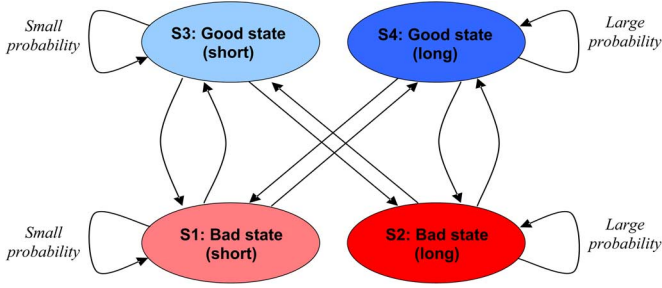 Small
probability
S3: Good state
(short)
S4: Good state
(long)
Large
probability
Small
probability
S1: Bad state
(short)
S2: Bad state
(long)
Large
probability